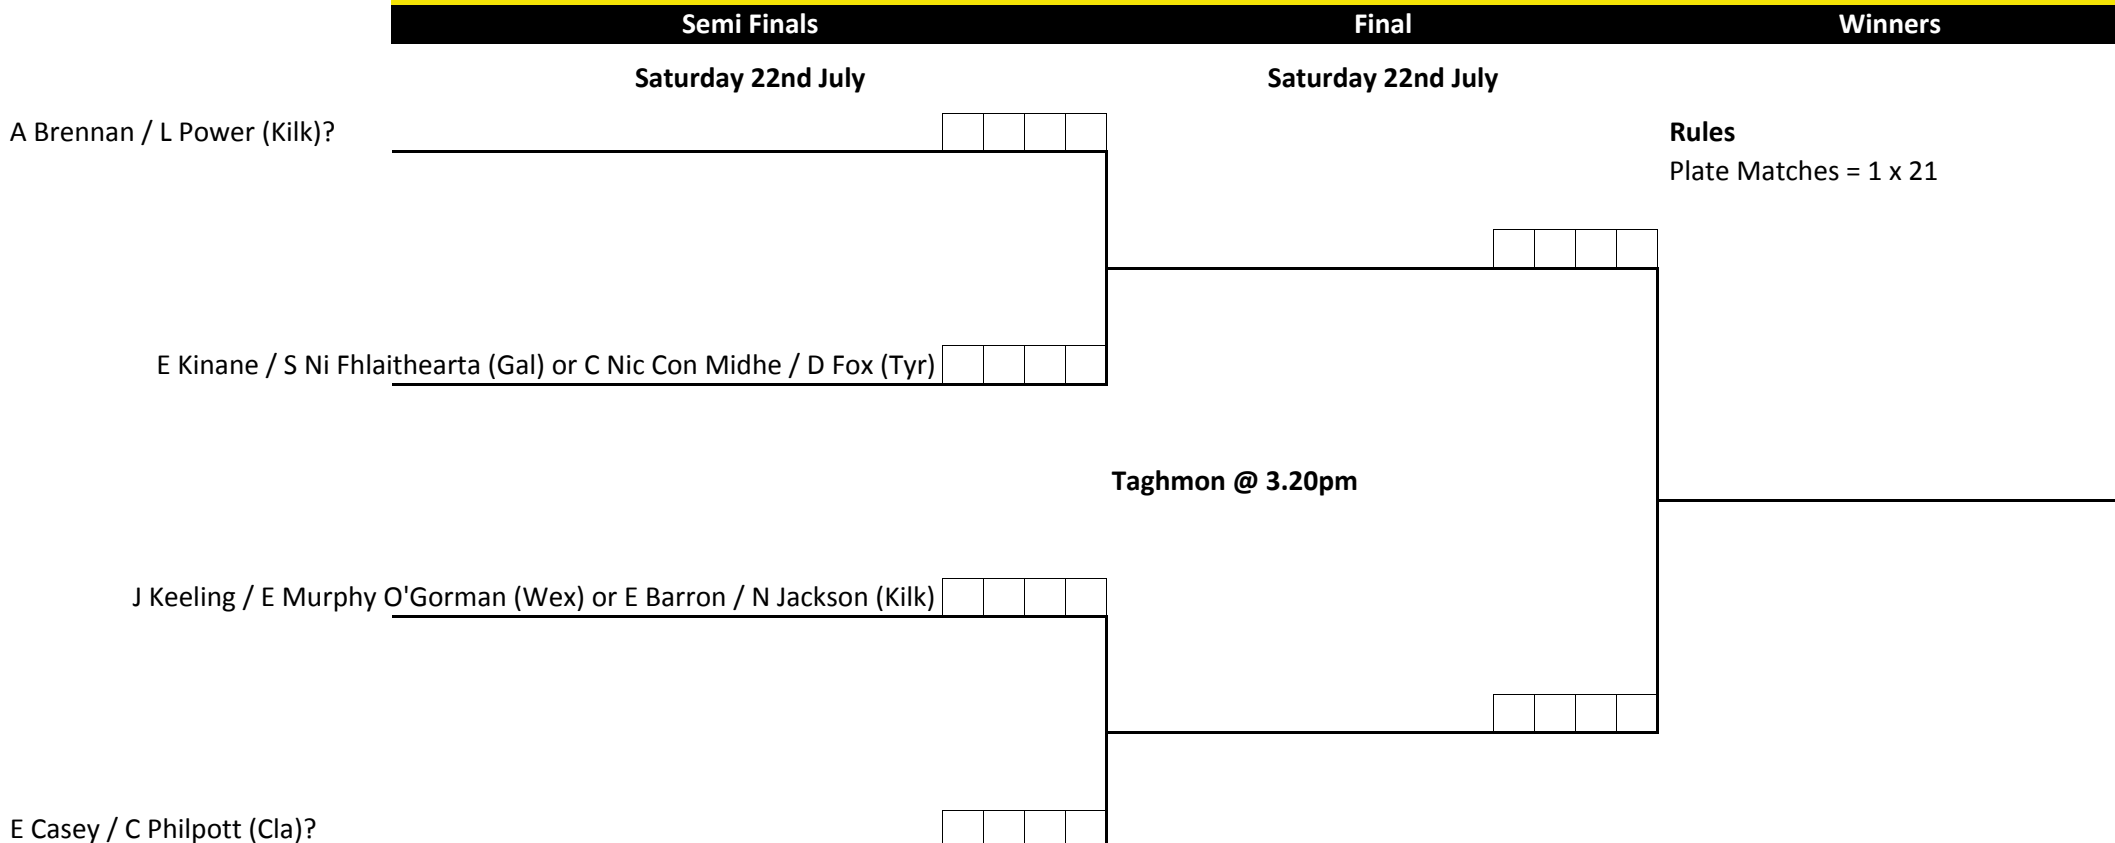 Semi Finals Final Winners
Saturday 22nd July Saturday 22nd July
A Brennan / L Power (Kilk)? Rules
Plate Matches = 1 x 21
E Kinane / S Ni Fhlaithearta (Gal) or C Nic Con Midhe / D Fox (Tyr)
Taghmon @ 3.20pm
J Keeling / E Murphy O'Gorman (Wex) or E Barron / N Jackson (Kilk)
E Casey / C Philpott (Cla)?